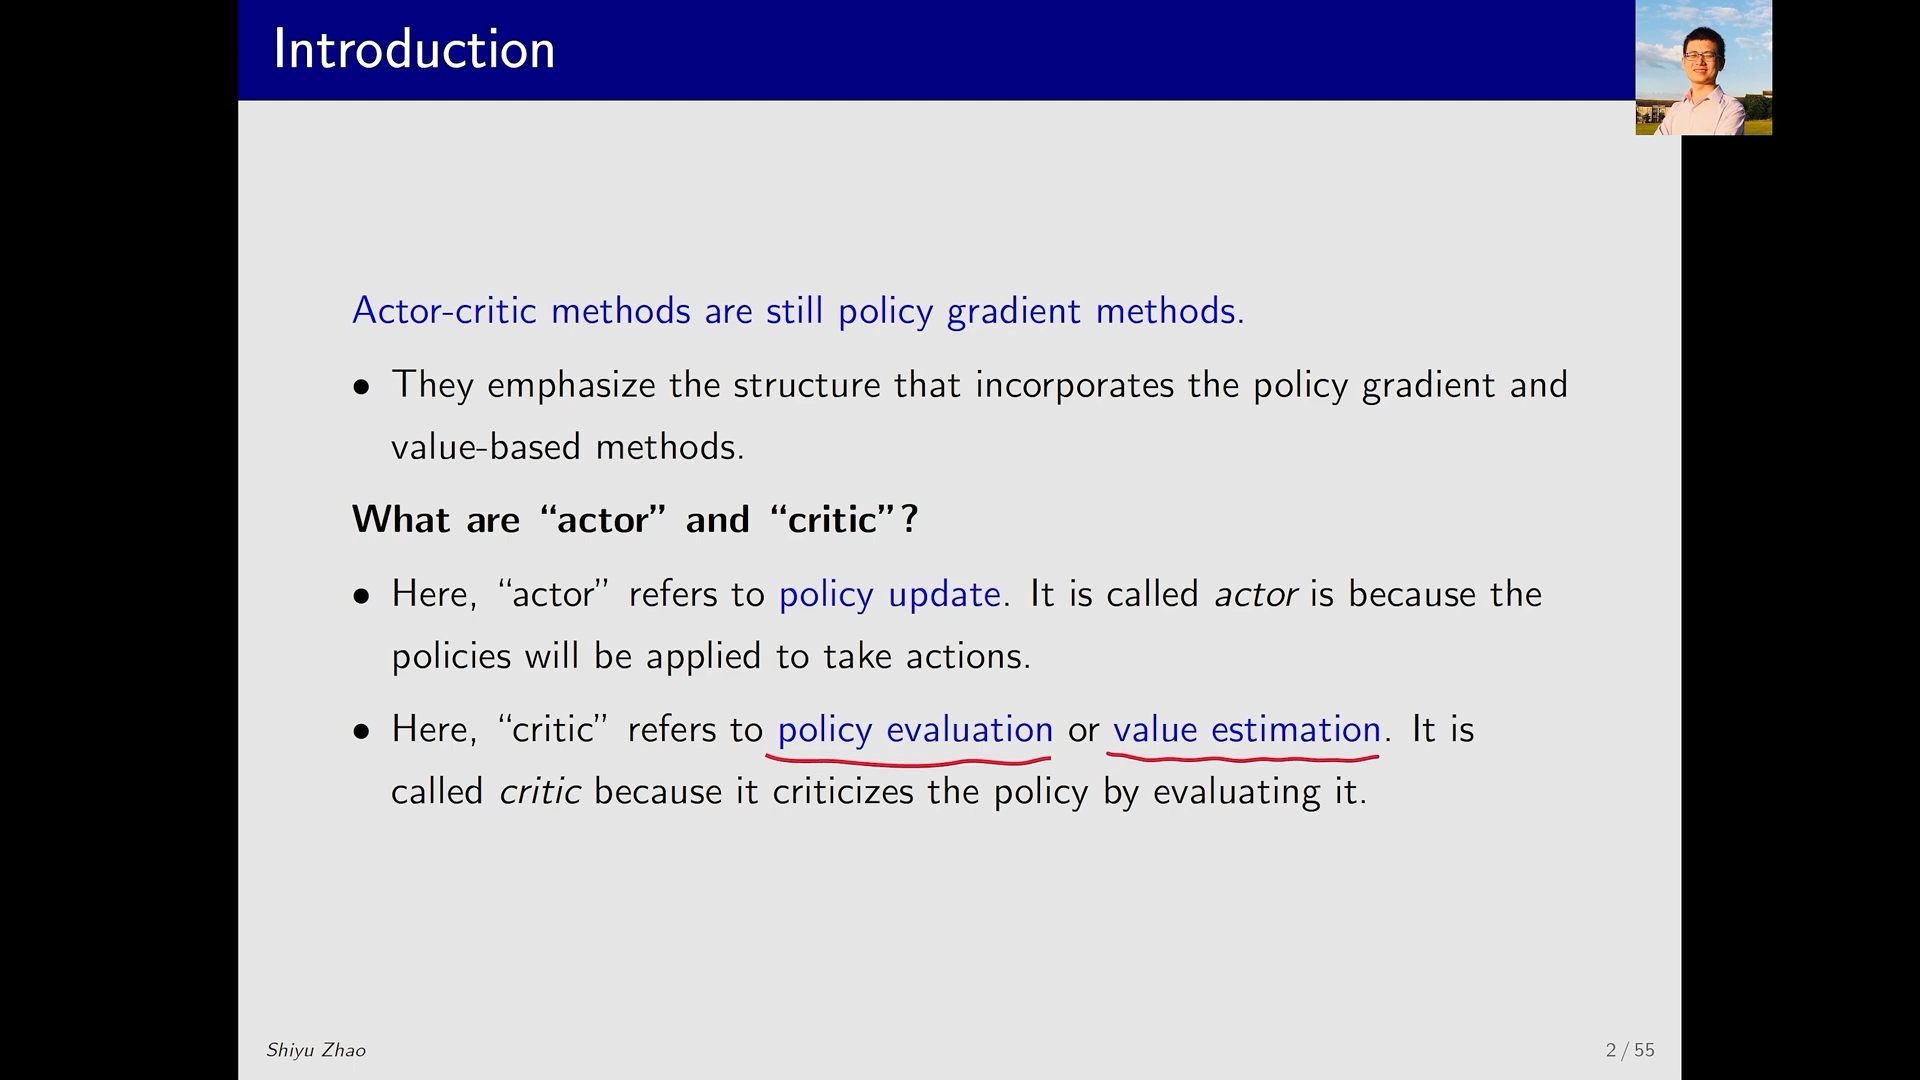 Introduction
Actor-critic methods are still policy gradient methods.
• They emphasize the structure that incorporates the policy gradient and
value-based methods.
What are “actor” and “critic”?
• Here, “actor” refers to policy update. It is called actor is because the
policies will be applied to take actions.
• Here, “critic” refers to policy evaluation or value estimation. It is
called critic because it criticizes the policy by evaluating it.
Shiyu Zhao
2 / 55